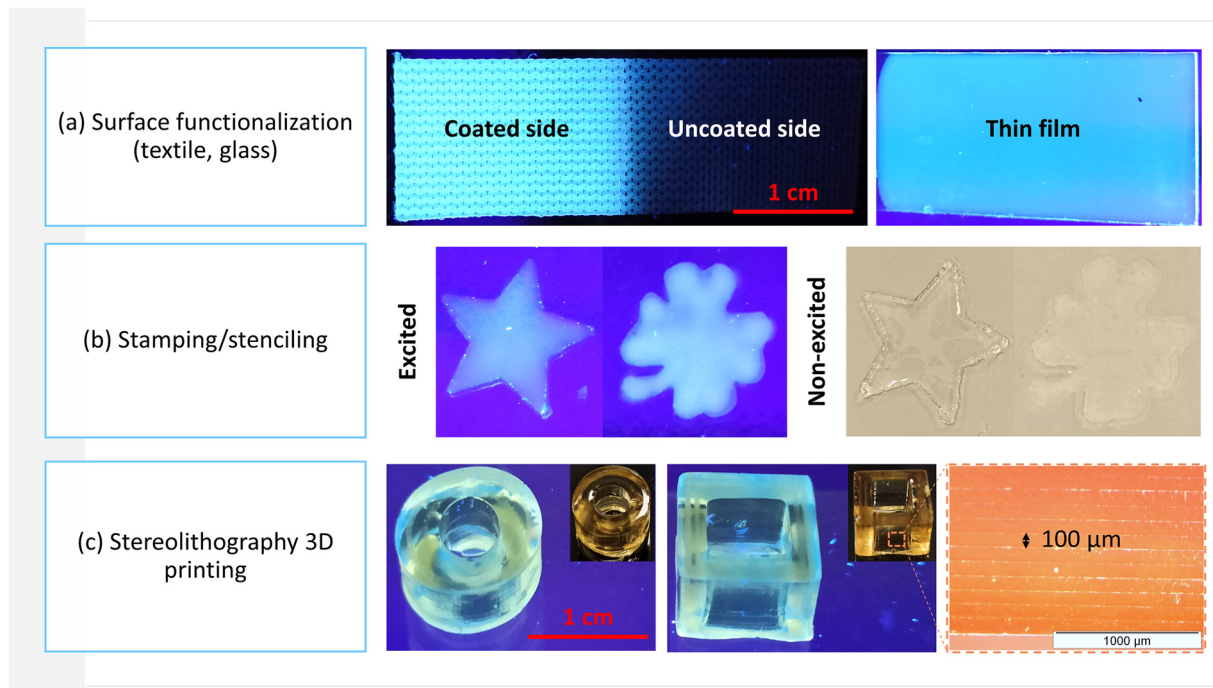 (a) Surface functionalization
(textile, glass)
Coated side
Uncoated side
1 cm
Thin film
(b) Stamping/stenciling
Excited
Non-excited
(c) Stereolithography 3D
printing
1 cm
100 µm
1000 µm